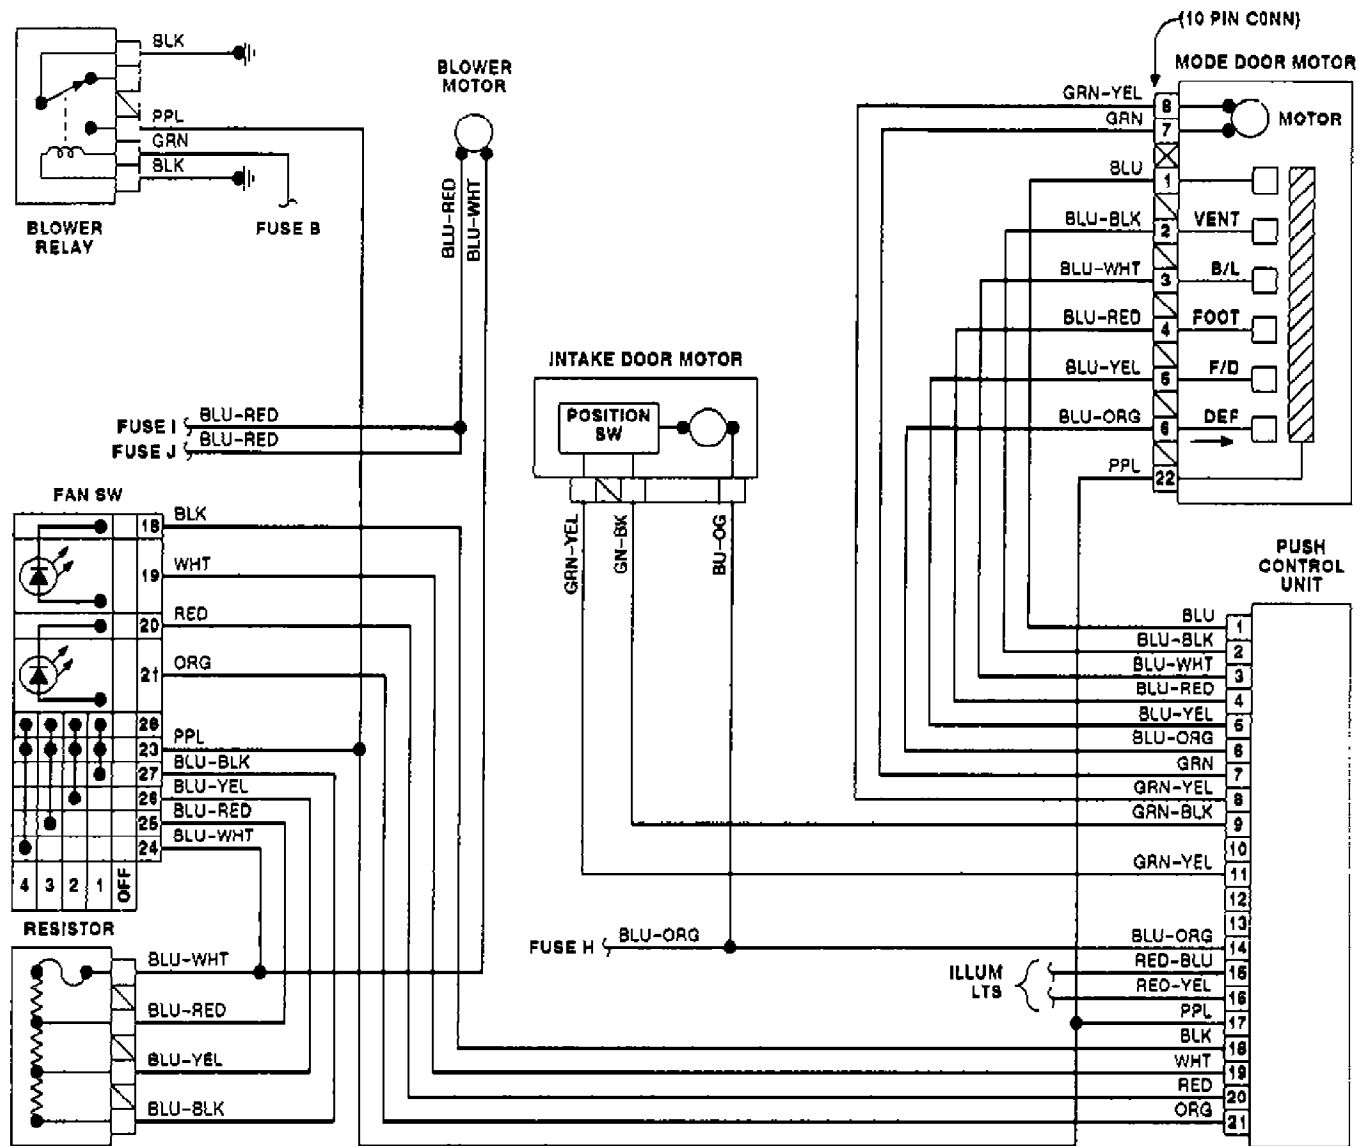 (10 PIN CONN)
MODE DOOR MOTOR
BLK
PPL
GRN
BLK
BLOWER
RELAY
FUSE B
BLOWER
MOTOR
BLU-RED
BLU-WHT
GRN-YEL 8
GRN 7
MOTOR
BLU 1
BLU-BLK 2 VENT
BLU-WHT 3 B/L
BLU-RED 4 FOOT
BLU-YEL 5 F/D
BLU-ORG 6 DEF
PPL 22
INTAKE DOOR MOTOR
POSITION
SW
GRN-YEL
GN-BK
BU-OG
FUSE I BLU-RED
FUSE J BLU-RED
FAN SW
18 BLK
19 WHT
20 RED
21 ORG
28
23 PPL
27 BLU-BLK
26 BLU-YEL
25 BLU-RED
24 BLU-WHT
4 3 2 1 OFF
RESISTOR
BLU-WHT
BLU-RED
BLU-YEL
BLU-BLK
FUSE H BLU-ORG
ILLUM
LTS
PUSH
CONTROL
UNIT
BLU 1
BLU-BLK 2
BLU-WHT 3
BLU-RED 4
BLU-YEL 5
BLU-ORG 6
GRN 7
GRN-YEL 8
GRN-BLK 9
10
GRN-YEL 11
12
13
BLU-ORG 14
RED-BLU 15
RED-YEL 16
PPL 17
BLK 18
WHT 19
RED 20
ORG 21